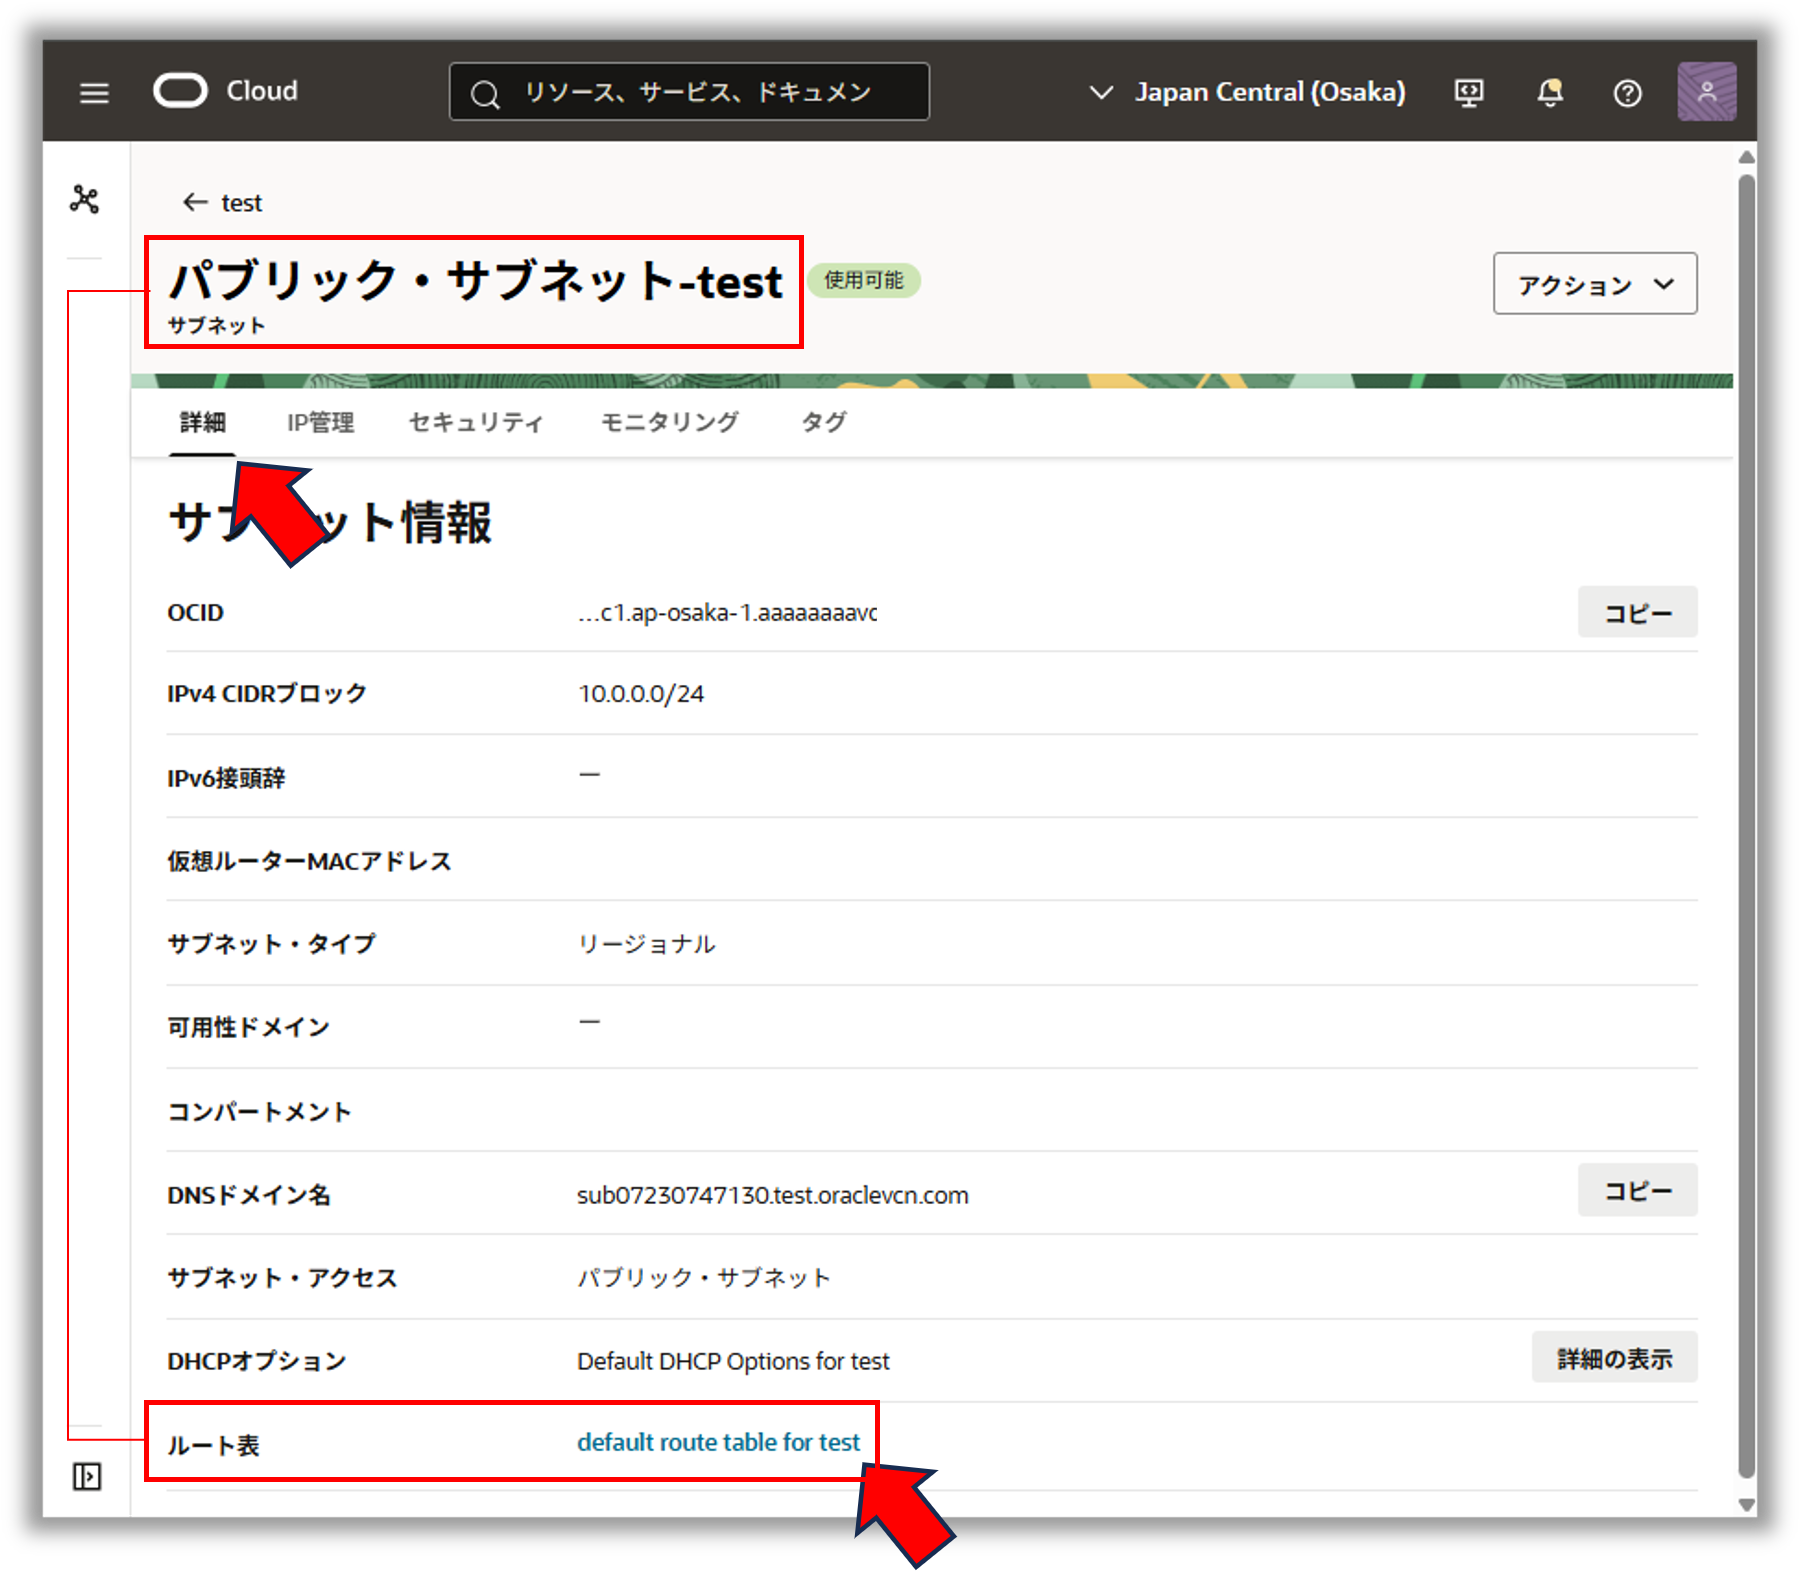 Cloud
リソース、サービス、ドキュメン
Japan Central (Osaka)
← test
パブリック・サブネット-test
使用可能
サブネット
アクション
詳細 IP管理 セキュリティ モニタリング タグ
サブネット情報
OCID ...c1.ap-osaka-1.aaaaaaaavc コピー
IPv4 CIDRブロック 10.0.0.0/24
IPv6接頭辞 —
仮想ルーターMACアドレス
サブネット・タイプ リージョナル
可用性ドメイン —
コンパートメント
DNSドメイン名 sub07230747130.test.oraclevcn.com コピー
サブネット・アクセス パブリック・サブネット
DHCPオプション Default DHCP Options for test 詳細の表示
ルート表 default route table for test